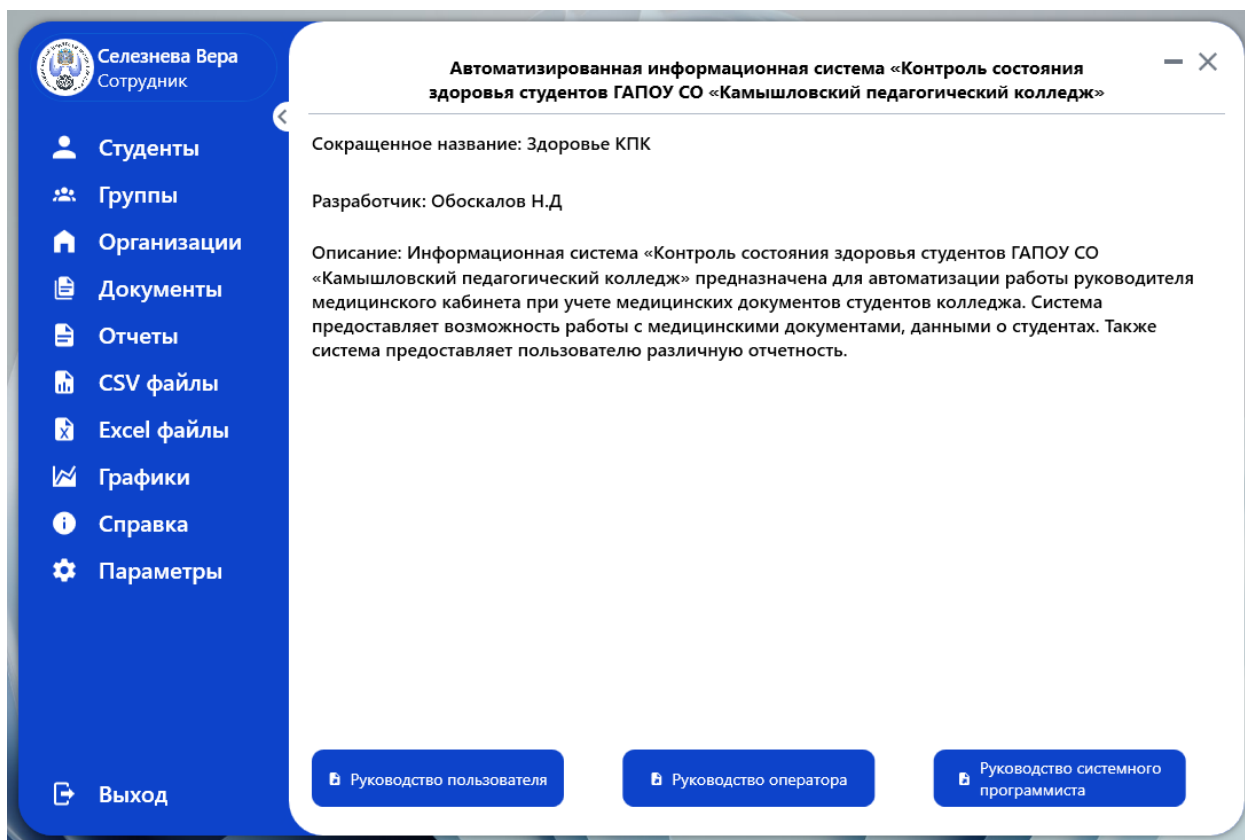 Селезнева Вера
Сотрудник
Студенты
Группы
Организации
Документы
Отчеты
CSV файлы
Excel файлы
Графики
Справка
Параметры
Выход
Автоматизированная информационная система «Контроль состояния
здоровья студентов ГАПОУ СО «Камышловский педагогический колледж»
Сокращенное название: Здоровье КПК
Разработчик: Обоскалов Н.Д
Описание: Информационная система «Контроль состояния здоровья студентов ГАПОУ СО
«Камышловский педагогический колледж» предназначена для автоматизации работы руководителя
медицинского кабинета при учете медицинских документов студентов колледжа. Система
предоставляет возможность работы с медицинскими документами, данными о студентах. Также
система предоставляет пользователю различную отчетность.
Руководство пользователя
Руководство оператора
Руководство системного
программиста